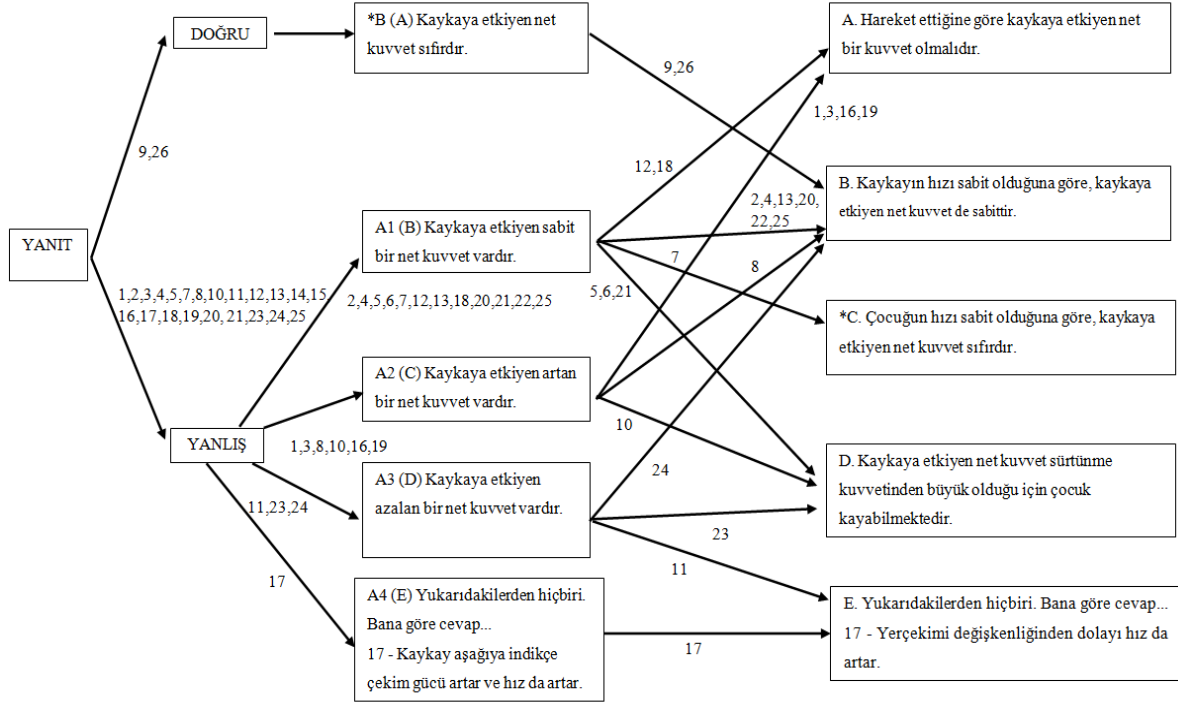 DOĞRU
*B (A) Kaykaya etkiyen net
kuvvet sıfırdır.
A. Hareket ettiğine göre kaykaya etkiyen net
bir kuvvet olmalıdır.
9,26
1,3,16,19
9,26
12,18
B. Kaykayın hızı sabit olduğuna göre, kaykaya
etkiyen net kuvvet de sabittir.
2,4,13,20,
22,25
YANIT
A1 (B) Kaykaya etkiyen sabit
bir net kuvvet vardır.
7
8
1,2,3,4,5,7,8,10,11,12,13,14,15,
16,17,18,19,20, 21,23,24,25
2,4,5,6,7,12,13,18,20,21,22,25
5,6,21
*C. Çocuğun hızı sabit olduğuna göre, kaykaya
etkiyen net kuvvet sıfırdır.
A2 (C) Kaykaya etkiyen artan
bir net kuvvet vardır.
10
YANLIŞ
1,3,8,10,16,19
24
D. Kaykaya etkiyen net kuvvet sürtünme
kuvvetinden büyük olduğu için çocuk
kayabilmektedir.
A3 (D) Kaykaya etkiyen
azalan bir net kuvvet vardır.
11,23,24
23
11
17
A4 (E) Yukarıdakilerden hiçbiri.
Bana göre cevap...
17 - Kaykay aşağıya indikçe
çekim gücü artar ve hız da artar.
17
E. Yukarıdakilerden hiçbiri. Bana göre cevap...
17 - Yerçekimi değişkenliğinden dolayı hız da
artar.